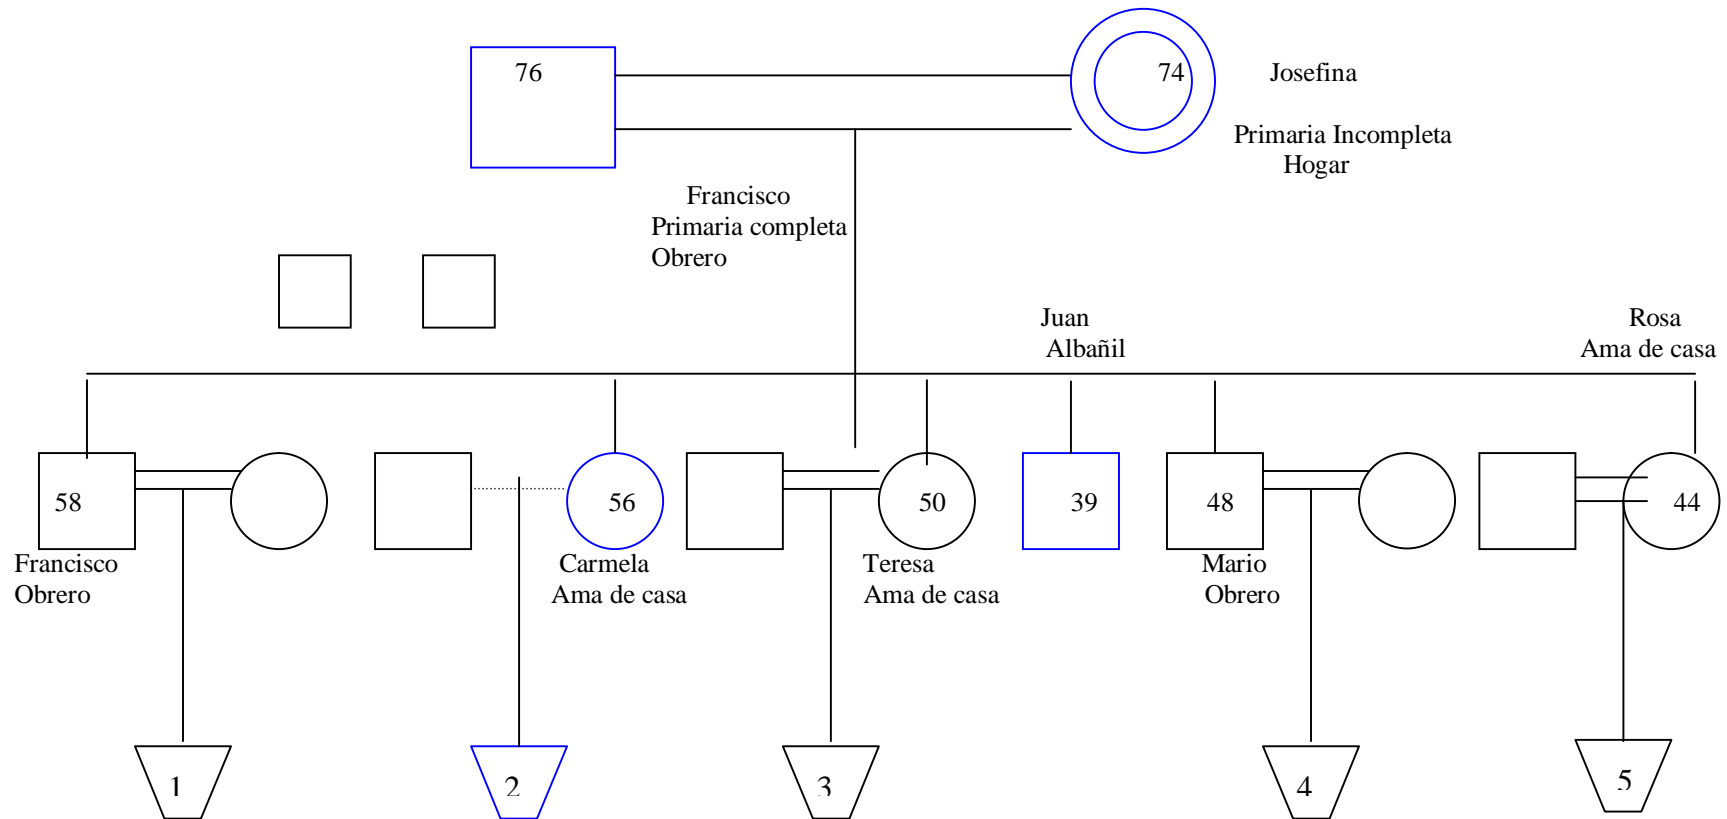 76
74
Josefina
Primaria Incompleta
Hogar
Francisco
Primaria completa
Obrero
Juan
Albañil
Rosa
Ama de casa
58
56
50
39
48
44
Francisco
Obrero
Carmela
Ama de casa
Teresa
Ama de casa
Mario
Obrero
1
2
3
4
5